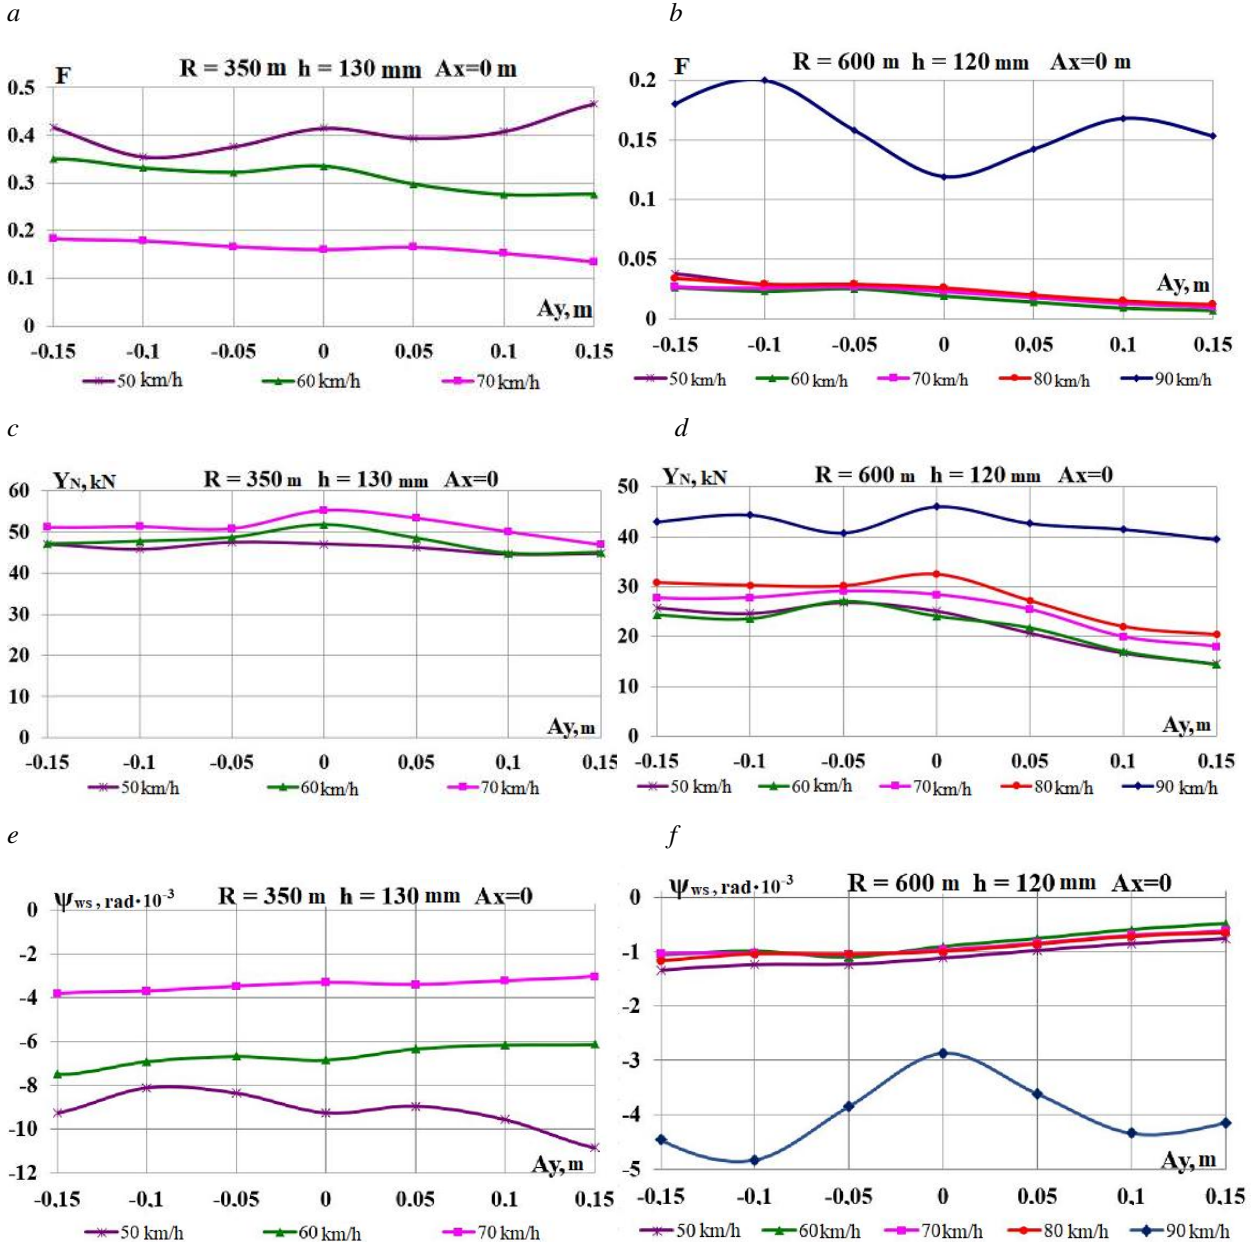 a
R = 350 m h = 130 mm Ax=0 m
F
0.5
0.4
0.3
0.2
0.1
0
Ay, m
-0.15 -0.1 -0.05 0 0.05 0.1 0.15
50 km/h 60 km/h 70 km/h
b
R = 600 m h = 120 mm Ax=0 m
F
0.2
0.15
0.1
0.05
0
Ay, m
-0.15 -0.1 -0.05 0 0.05 0.1 0.15
50 km/h 60 km/h 70 km/h 80 km/h 90 km/h
c
YN, kN R = 350 m h = 130 mm Ax=0
60
50
40
30
20
10
0
Ay, m
-0.15 -0.1 -0.05 0 0.05 0.1 0.15
50 km/h 60 km/h 70 km/h
d
YN, kN R = 600 m h = 120 mm Ax=0
50
40
30
20
10
0
Ay, m
-0.15 -0.1 -0.05 0 0.05 0.1 0.15
50 km/h 60 km/h 70 km/h 80 km/h 90 km/h
e
ψws, rad·10⁻³ R = 350 m h = 130 mm Ax=0
0
-2
-4
-6
-8
-10
-12
Ay, m
-0.15 -0.1 -0.05 0 0.05 0.1 0.15
50 km/h 60 km/h 70 km/h
f
ψws, rad·10⁻³ R = 600 m h = 120 mm Ax=0
0
-1
-2
-3
-4
-5
Ay, m
-0.15 -0.1 -0.05 0 0.05 0.1 0.15
50 km/h 60 km/h 70 km/h 80 km/h 90 km/h